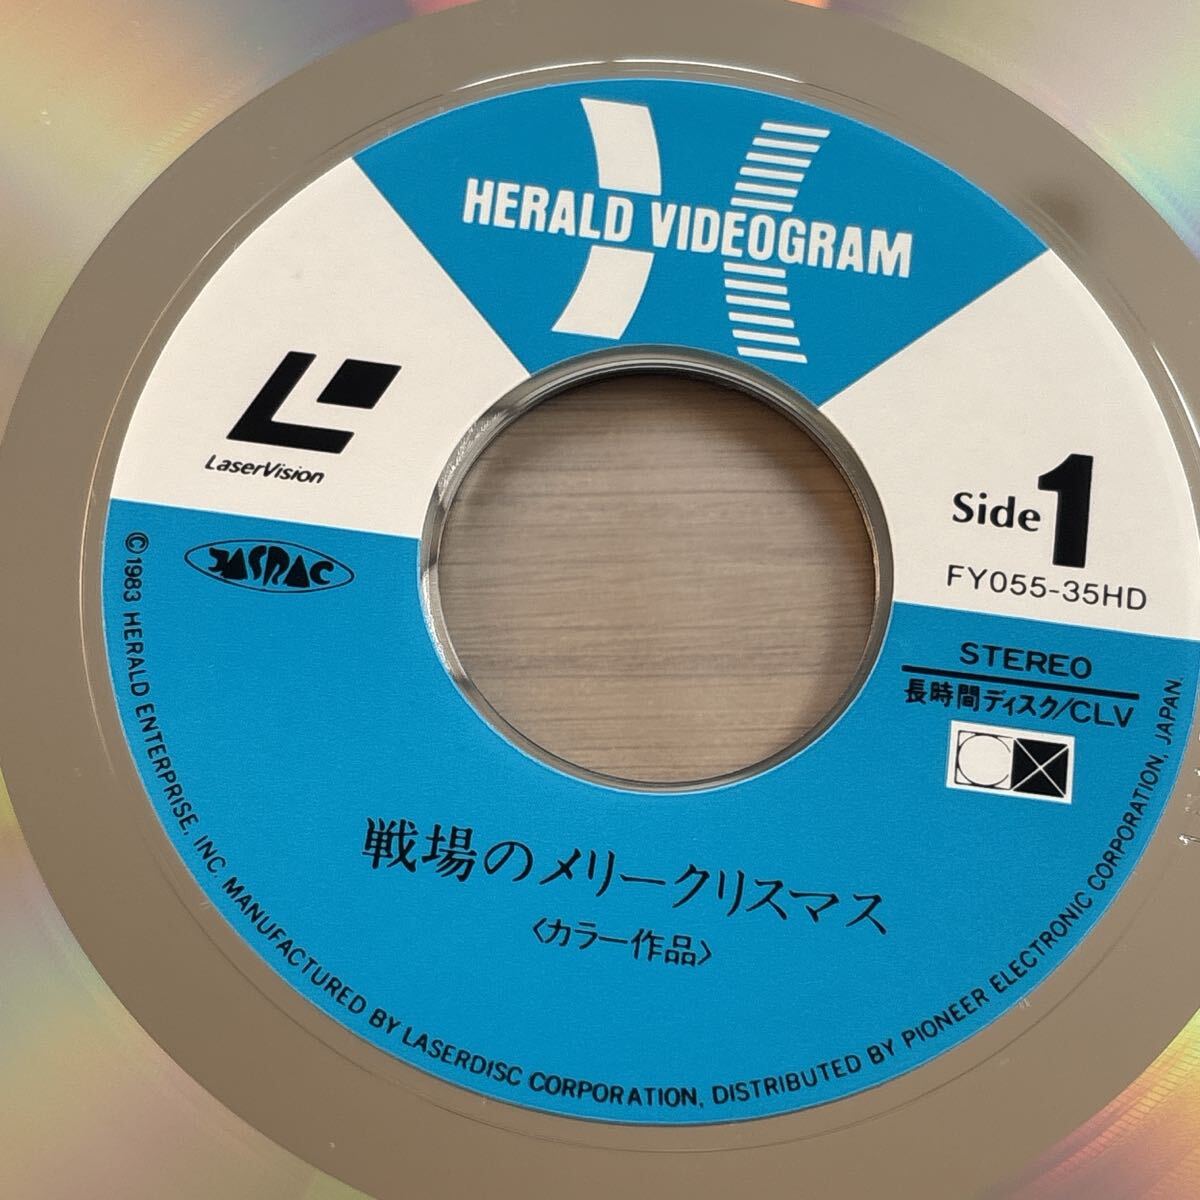 HERALD VIDEOGRAM
LaserVision
Side 1
FY055-35HD
JASRAC
STEREO
長時間ディスク/CLV
戦場のメリークリスマス
〈カラー作品〉
©1983 HERALD ENTERPRISE, INC. MANUFACTURED BY LASERDISC CORPORATION, DISTRIBUTED BY PIONEER ELECTRONIC CORPORATION, JAPAN.